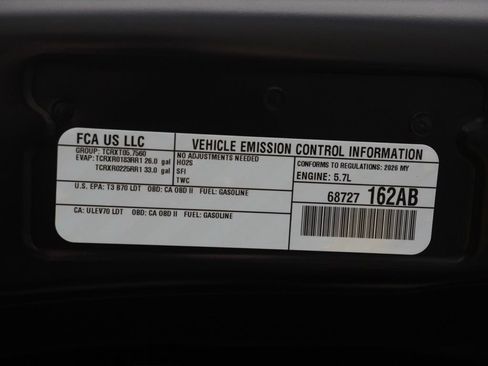 FCA US LLC
VEHICLE EMISSION CONTROL INFORMATION
GROUP: TCRXT05.7560
EVAP: TCRXR0183RR1 26.0 gal
TCRXR0225RR1 33.0 gal
NO ADJUSTMENTS NEEDED
HO2S
SFI
TWC
CONFORMS TO REGULATIONS: 2026 MY
ENGINE: 5.7L
U.S. EPA: T3 B70 LDT OBD: CA OBD II FUEL: GASOLINE
CA: ULEV70 LDT OBD: CA OBD II FUEL: GASOLINE
68727 162AB